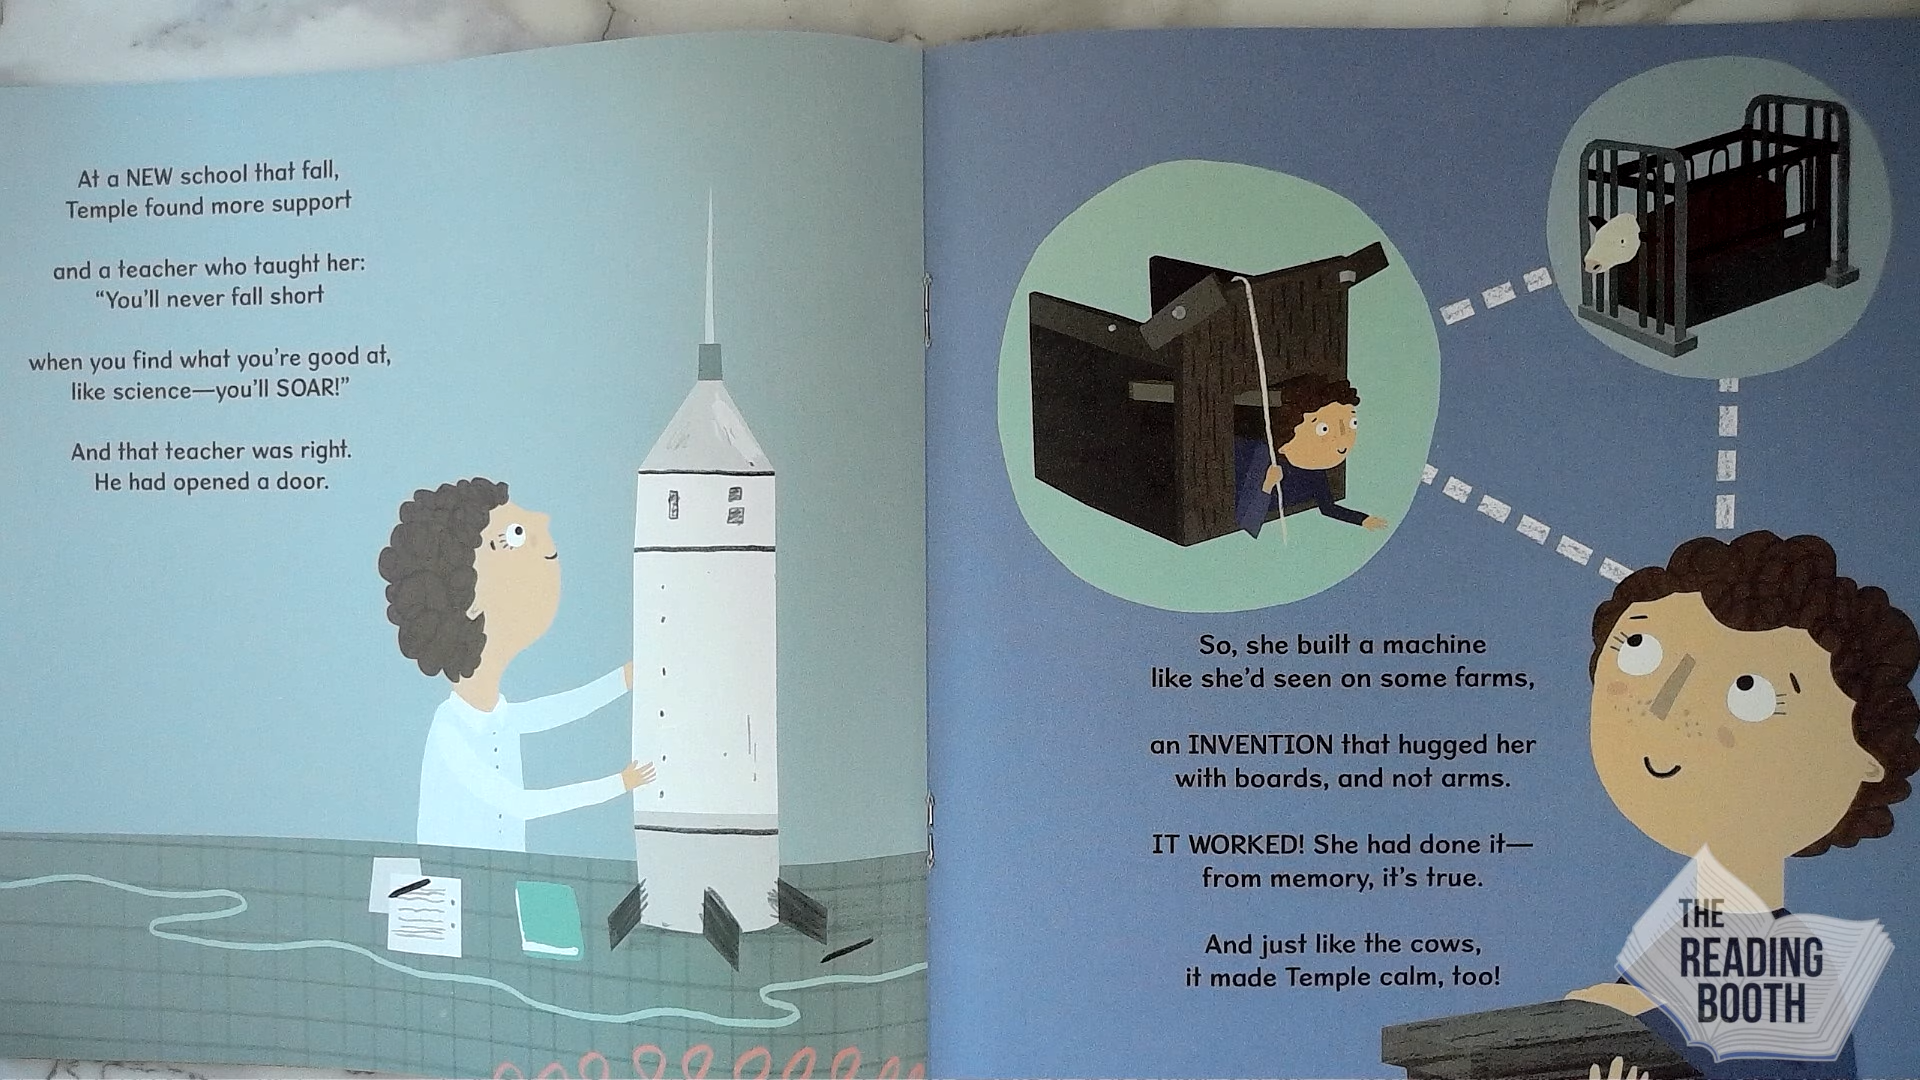 At a NEW school that fall,
Temple found more support
and a teacher who taught her:
“You’ll never fall short
when you find what you’re good at,
like science—you’ll SOAR!”
And that teacher was right.
He had opened a door.
So, she built a machine
like she’d seen on some farms,
an INVENTION that hugged her
with boards, and not arms.
IT WORKED! She had done it—
from memory, it’s true.
And just like the cows,
it made Temple calm, too!
THE
READING
BOOTH